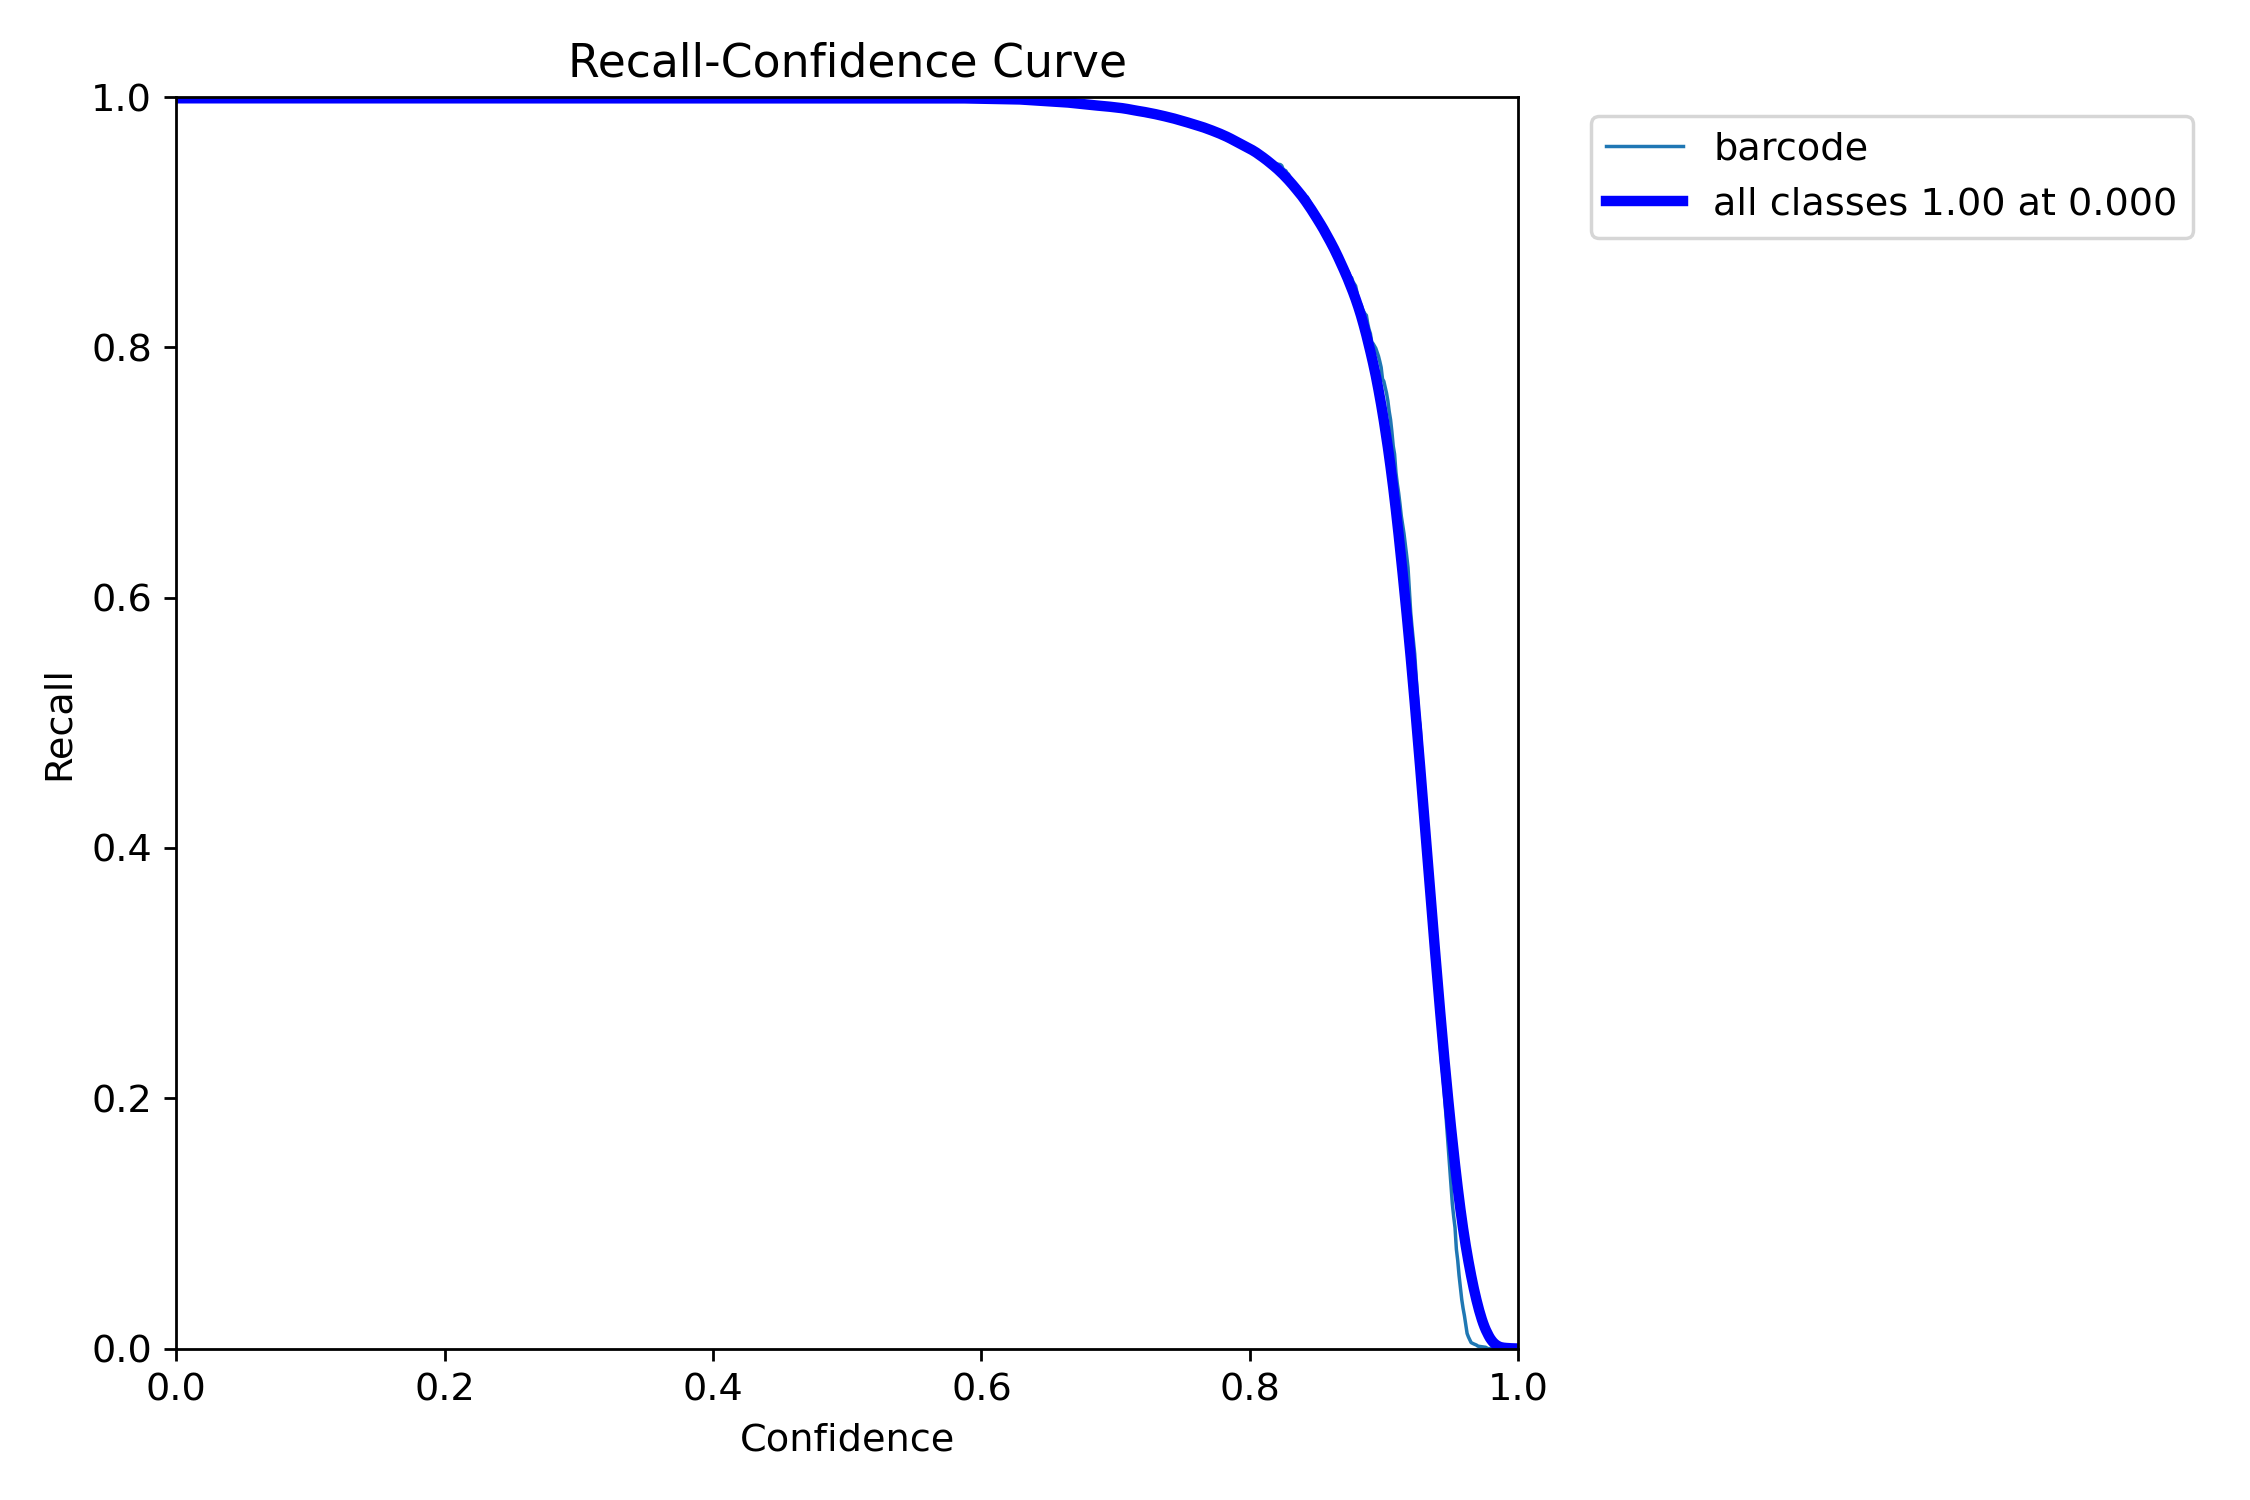 Recall-Confidence Curve
1.0
0.8
0.6
0.4
0.2
0.0
Recall
0.0 0.2 0.4 0.6 0.8 1.0
Confidence
barcode
all classes 1.00 at 0.000